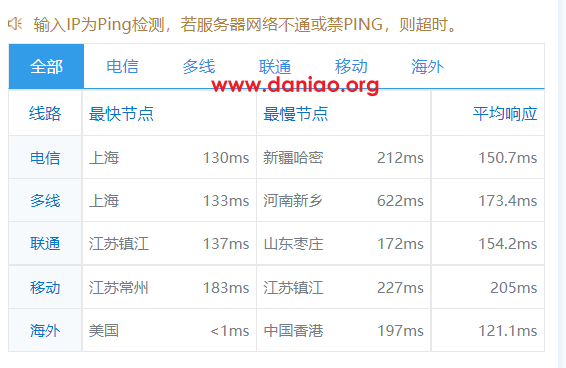 输入IP为Ping检测，若服务器网络不通或禁PING，则超时。
全部 电信 多线 联通 移动 海外
www.daniao.org
线路 最快节点 最慢节点 平均响应
电信 上海 130ms 新疆哈密 212ms 150.7ms
多线 上海 133ms 河南新乡 622ms 173.4ms
联通 江苏镇江 137ms 山东枣庄 172ms 154.2ms
移动 江苏常州 183ms 江苏镇江 227ms 205ms
海外 美国 <1ms 中国香港 197ms 121.1ms